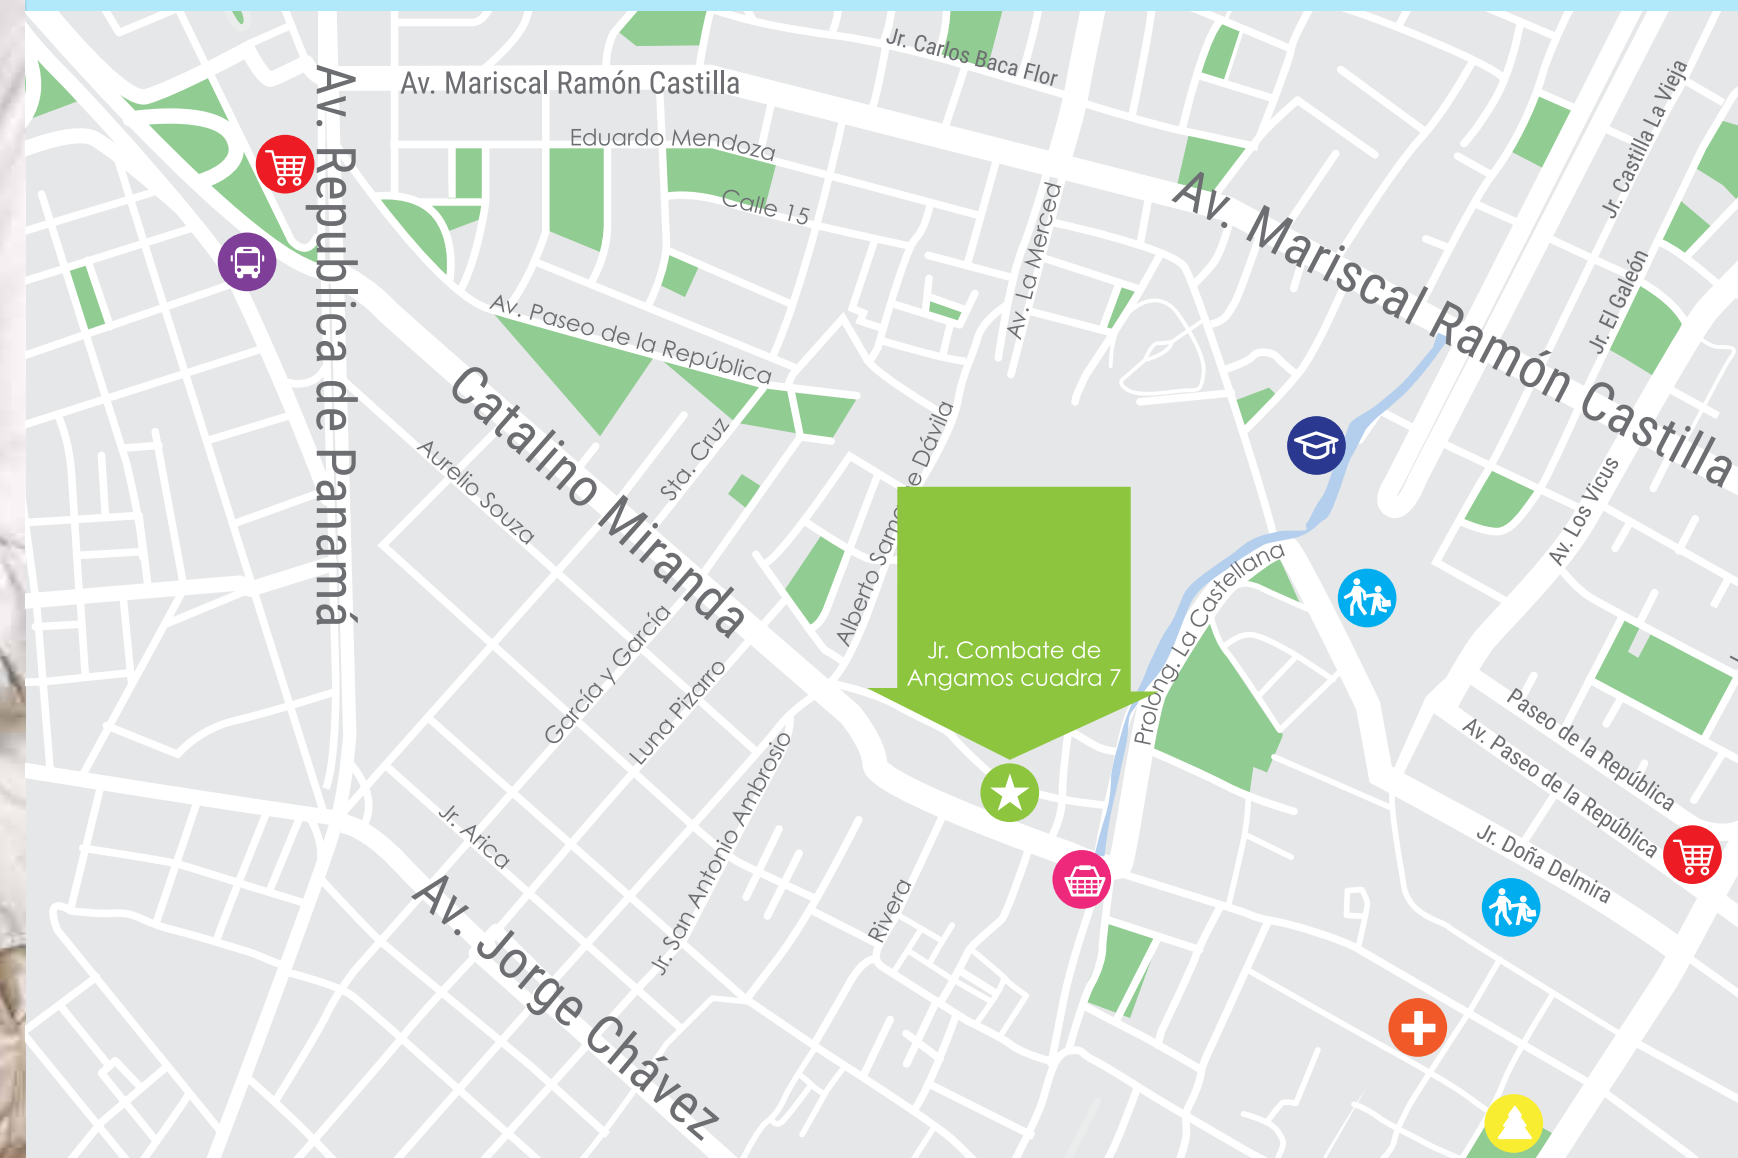 Jr. Carlos Baca Flor
Av. Mariscal Ramón Castilla
Eduardo Mendoza
Calle 15
Av. República de Panamá
Av. La Merced
Av. Mariscal Ramón Castilla
Jr. Castilla La Vieja
Jr. El Galeón
Av. Paseo de la República
Catalino Miranda
Sta. Cruz
Aurelio Souza
Alberto Sam
e Dávila
Av. Los Vicus
Prolong. La Castellana
Jr. Combate de
Angamos cuadra 7
García y García
Luna Pizarro
Paseo de la República
Av. Paseo de la República
Jr. San Antonio Ambrosio
Jr. Arica
Jr. Doña Delmira
Rivera
Av. Jorge Chávez